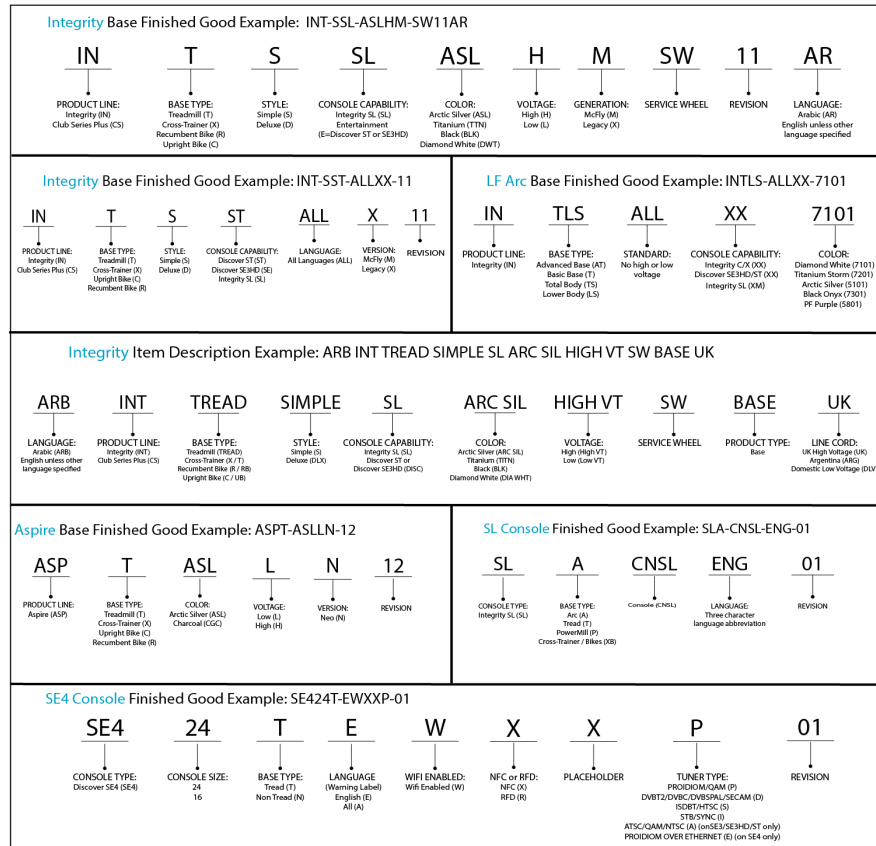 Integrity Base Finished Good Example: INT-SSL-ASLHM-SW11AR
IN T S SL ASL H M SW 11 AR
PRODUCT LINE:
Integrity (IN)
Club Series Plus (CS)
BASE TYPE:
Treadmill (T)
Cross-Trainer (X)
Recumbent Bike (R)
Upright Bike (C)
STYLE:
Simple (S)
Deluxe (D)
CONSOLE CAPABILITY:
Integrity SL (SL)
Entertainment
(E=Discover ST or SE3HD)
COLOR:
Arctic Silver (ASL)
Titanium (TTN)
Black (BLK)
Diamond White (DWT)
VOLTAGE:
High (H)
Low (L)
GENERATION:
McFly (M)
Legacy (X)
SERVICE WHEEL
REVISION
LANGUAGE:
Arabic (AR)
English unless other
language specified
Integrity Base Finished Good Example: INT-SST-ALLXX-11
IN T S ST ALL X 11
PRODUCT LINE:
Integrity (IN)
Club Series Plus (CS)
BASE TYPE:
Treadmill (T)
Cross-Trainer (X)
Upright Bike (C)
Recumbent Bike (R)
STYLE:
Simple (S)
Deluxe (D)
CONSOLE CAPABILITY:
Discover ST (ST)
Discover SE3HD (SE)
Integrity SL (SL)
LANGUAGE:
All Languages (ALL)
VERSION:
McFly (M)
Legacy (X)
REVISION
LF Arc Base Finished Good Example: INTLS-ALLXX-7101
IN TLS ALL XX 7101
PRODUCT LINE:
Integrity (IN)
BASE TYPE:
Advanced Base (AT)
Basic Base (T)
Total Body (TS)
Lower Body (LS)
STANDARD:
No high or low
voltage
CONSOLE CAPABILITY:
Integrity C/X (XX)
Discover SE3HD/ST (XX)
Integrity SL (XM)
COLOR:
Diamond White (7101)
Titanium Storm (7201)
Arctic Silver (5101)
Black Onyx (7301)
PF Purple (5801)
Integrity Item Description Example: ARB INT TREAD SIMPLE SL ARC SIL HIGH VT SW BASE UK
ARB INT TREAD SIMPLE SL ARC SIL HIGH VT SW BASE UK
LANGUAGE:
Arabic (ARB)
English unless other
language specified
PRODUCT LINE:
Integrity (INT)
Club Series Plus (CS)
BASE TYPE:
Treadmill (TREAD)
Cross-Trainer (X / T)
Recumbent Bike (R / RB)
Upright Bike (C / UB)
STYLE:
Simple (S)
Deluxe (DLX)
CONSOLE CAPABILITY:
Integrity SL (SL)
Discover ST or
Discover SE3HD (DISC)
COLOR:
Arctic Silver (ARC SIL)
Titanium (TITN)
Black (BLK)
Diamond White (DIA WHT)
VOLTAGE:
High (High VT)
Low (Low VT)
SERVICE WHEEL
PRODUCT TYPE:
Base
LINE CORD:
UK High Voltage (UK)
Argentina (ARG)
Domestic Low Voltage (DLV
Aspire Base Finished Good Example: ASPT-ASLLN-12
ASP T ASL L N 12
PRODUCT LINE:
Aspire (ASP)
BASE TYPE:
Treadmill (T)
Cross-Trainer (X)
Upright Bike (C)
Recumbent Bike (R)
COLOR:
Arctic Silver (ASL)
Charcoal (CGC)
VOLTAGE:
Low (L)
High (H)
VERSION:
Neo (N)
REVISION
SL Console Finished Good Example: SLA-CNSL-ENG-01
SL A CNSL ENG 01
CONSOLE TYPE:
Integrity SL (SL)
BASE TYPE:
Arc (A)
Tread (T)
PowerMill (P)
Cross-Trainer / Bikes (XB)
Console (CNSL)
LANGUAGE:
Three character
language abbreviation
REVISION
SE4 Console Finished Good Example: SE424T-EWXXP-01
SE4 24 T E W X X P 01
CONSOLE TYPE:
Discover SE4 (SE4)
CONSOLE SIZE:
24
16
BASE TYPE:
Tread (T)
Non Tread (N)
LANGUAGE
(Warning Label)
English (E)
All (A)
WIFI ENABLED:
Wifi Enabled (W)
NFC or RFD:
NFC (X)
RFD (R)
PLACEHOLDER
TUNER TYPE:
PROIDIOM/QAM (P)
DVBT2/DVBC/DVBSPAL/SECAM (D)
ISDBT/HTSC (S)
STB/SYNC (I)
ATSC/QAM/NTSC (A) (onSE3/SE3HD/ST only)
PROIDIOM OVER ETHERNET (E) (on SE4 only)
REVISION